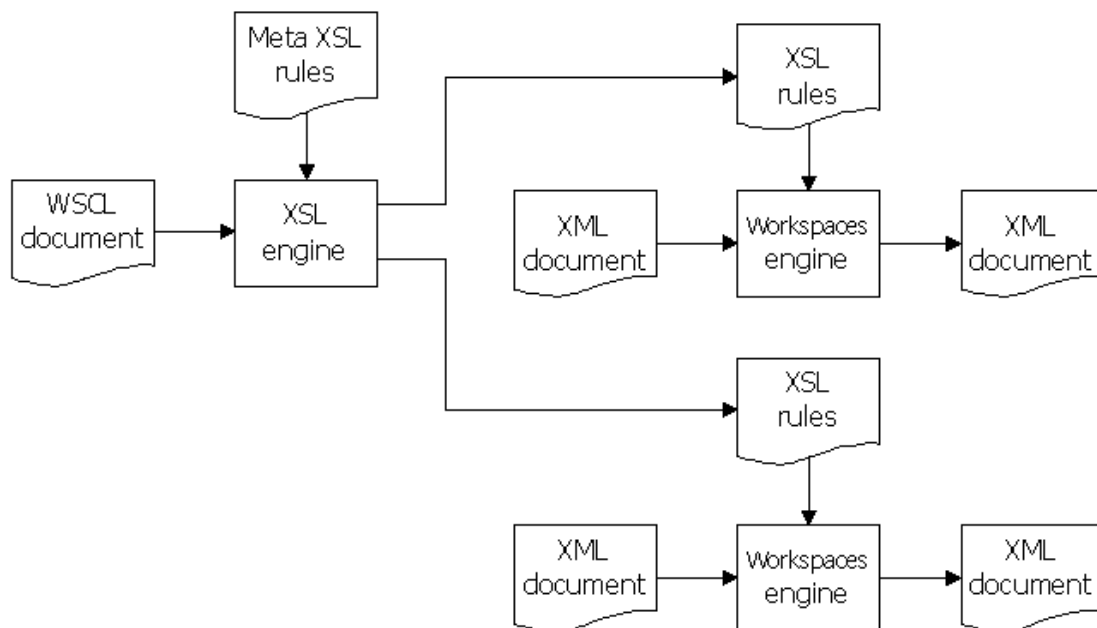 Meta XSL
rules
XSL
rules
WSCL
document
XSL
engine
XML
document
Workspaces
engine
XML
document
XSL
rules
XML
document
Workspaces
engine
XML
document